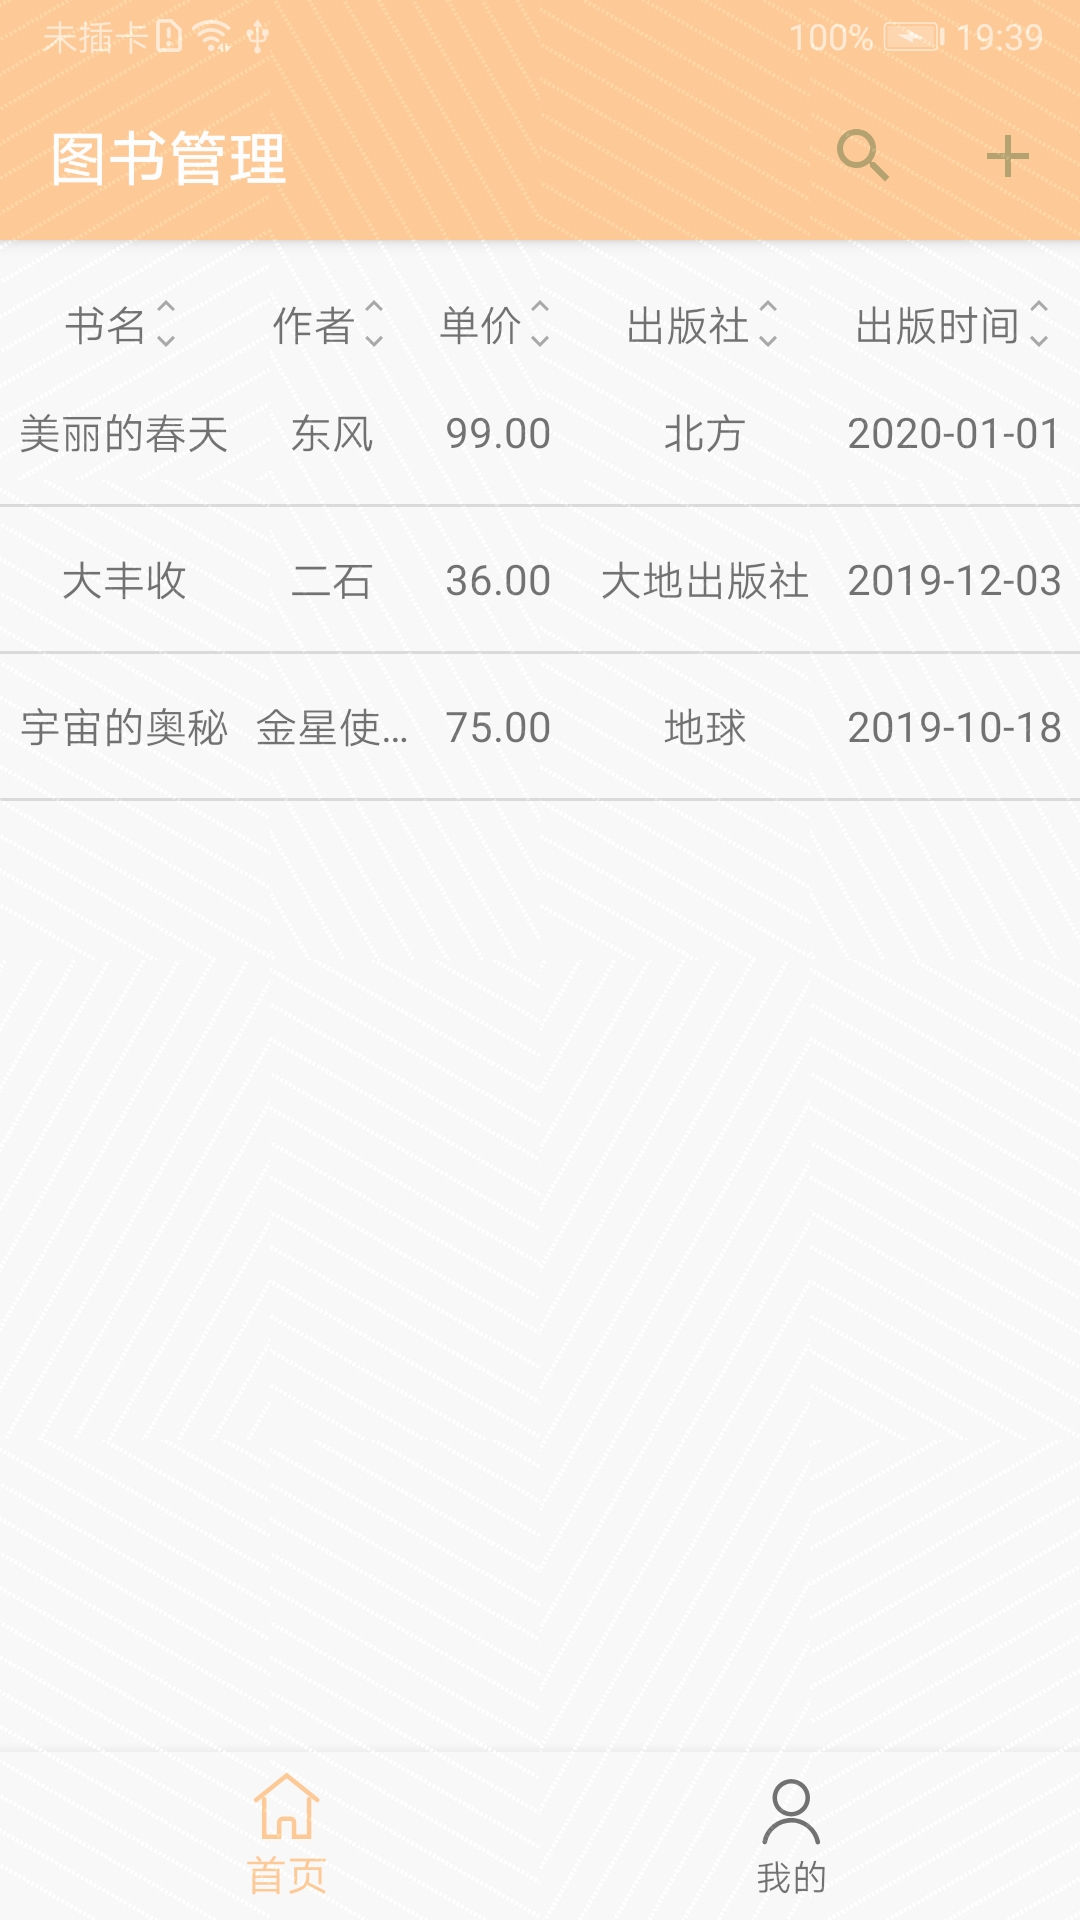 未插卡 100% 19:39
图书管理
书名 作者 单价 出版社 出版时间
美丽的春天 东风 99.00 北方 2020-01-01
大丰收 二石 36.00 大地出版社 2019-12-03
宇宙的奥秘 金星使... 75.00 地球 2019-10-18
首页 我的